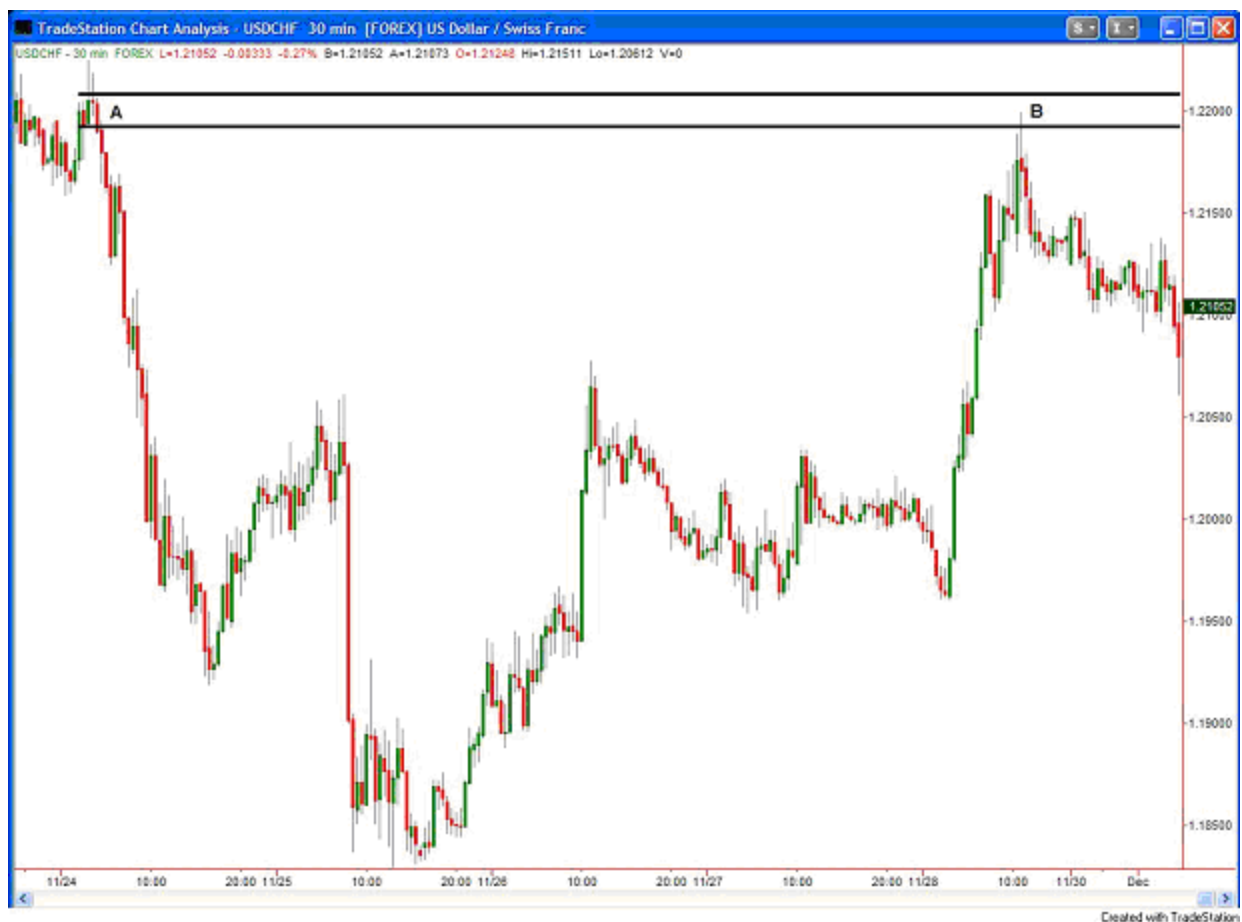 TradeStation Chart Analysis - USDCHF 30 min [FOREX] US Dollar / Swiss Franc
S I
USDCHF - 30 min FOREX L=1.21052 -0.00333 -0.27% B=1.21052 A=1.21073 O=1.21248 Hi=1.21511 Lo=1.20612 V=0
A
B
1.22000
1.21500
1.21052
1.21000
1.20500
1.20000
1.19500
1.19000
1.18500
11/24 10:00 20:00 11/25 10:00 20:00 11/26 10:00 20:00 11/27 10:00 20:00 11/28 10:00 11/30 Dec
Created with TradeStation